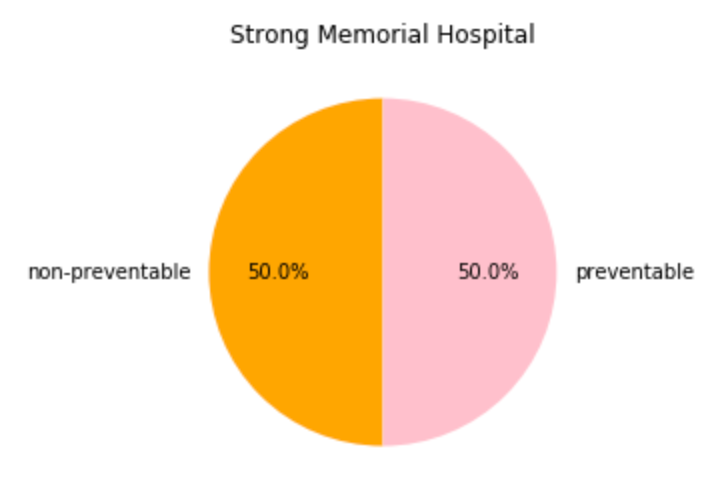 Strong Memorial Hospital
non-preventable
50.0%
50.0%
preventable